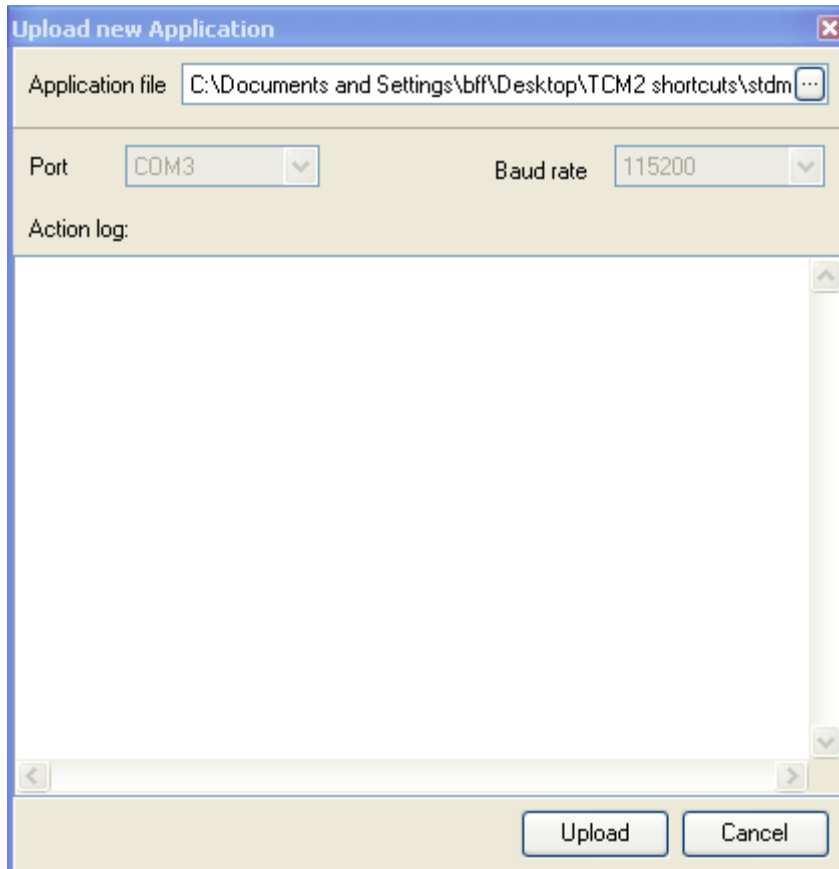 Upload new Application
Application file C:\Documents and Settings\bff\Desktop\TCM2 shortcuts\stdm ...
Port COM3 Baud rate 115200
Action log:
Upload Cancel